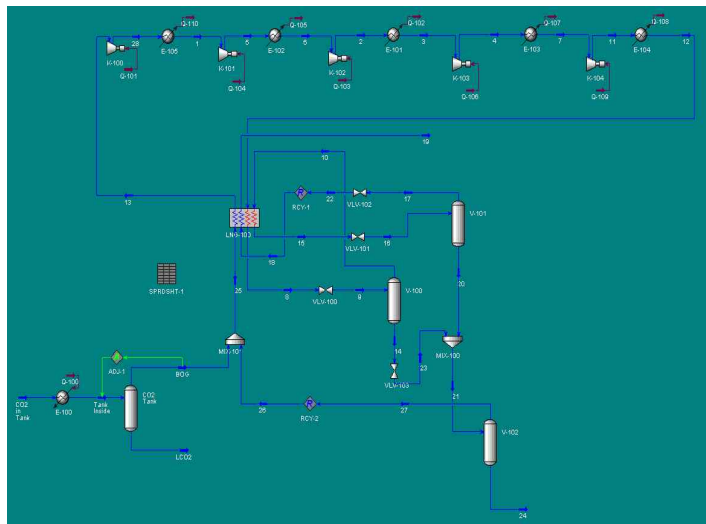 Q-110
Q-105
Q-102
Q-107
Q-108
28
1
5
6
2
3
4
7
11
12
E-105
E-102
E-101
E-103
E-104
K-100
K-101
K-102
K-103
K-104
Q-101
Q-104
Q-103
Q-106
Q-109
19
10
13
22
17
RCY-1
VLV-102
V-101
LNG-100
15
16
VLV-101
18
SPRDSHT-1
25
20
8
9
VLV-100
V-100
MIX-101
14
23
MIX-100
VLV-103
ADJ-1
BOG
21
Q-100
CO2
in
Tank
E-100
Tank
Inside
CO2
Tank
26
RCY-2
27
V-102
LCO2
24